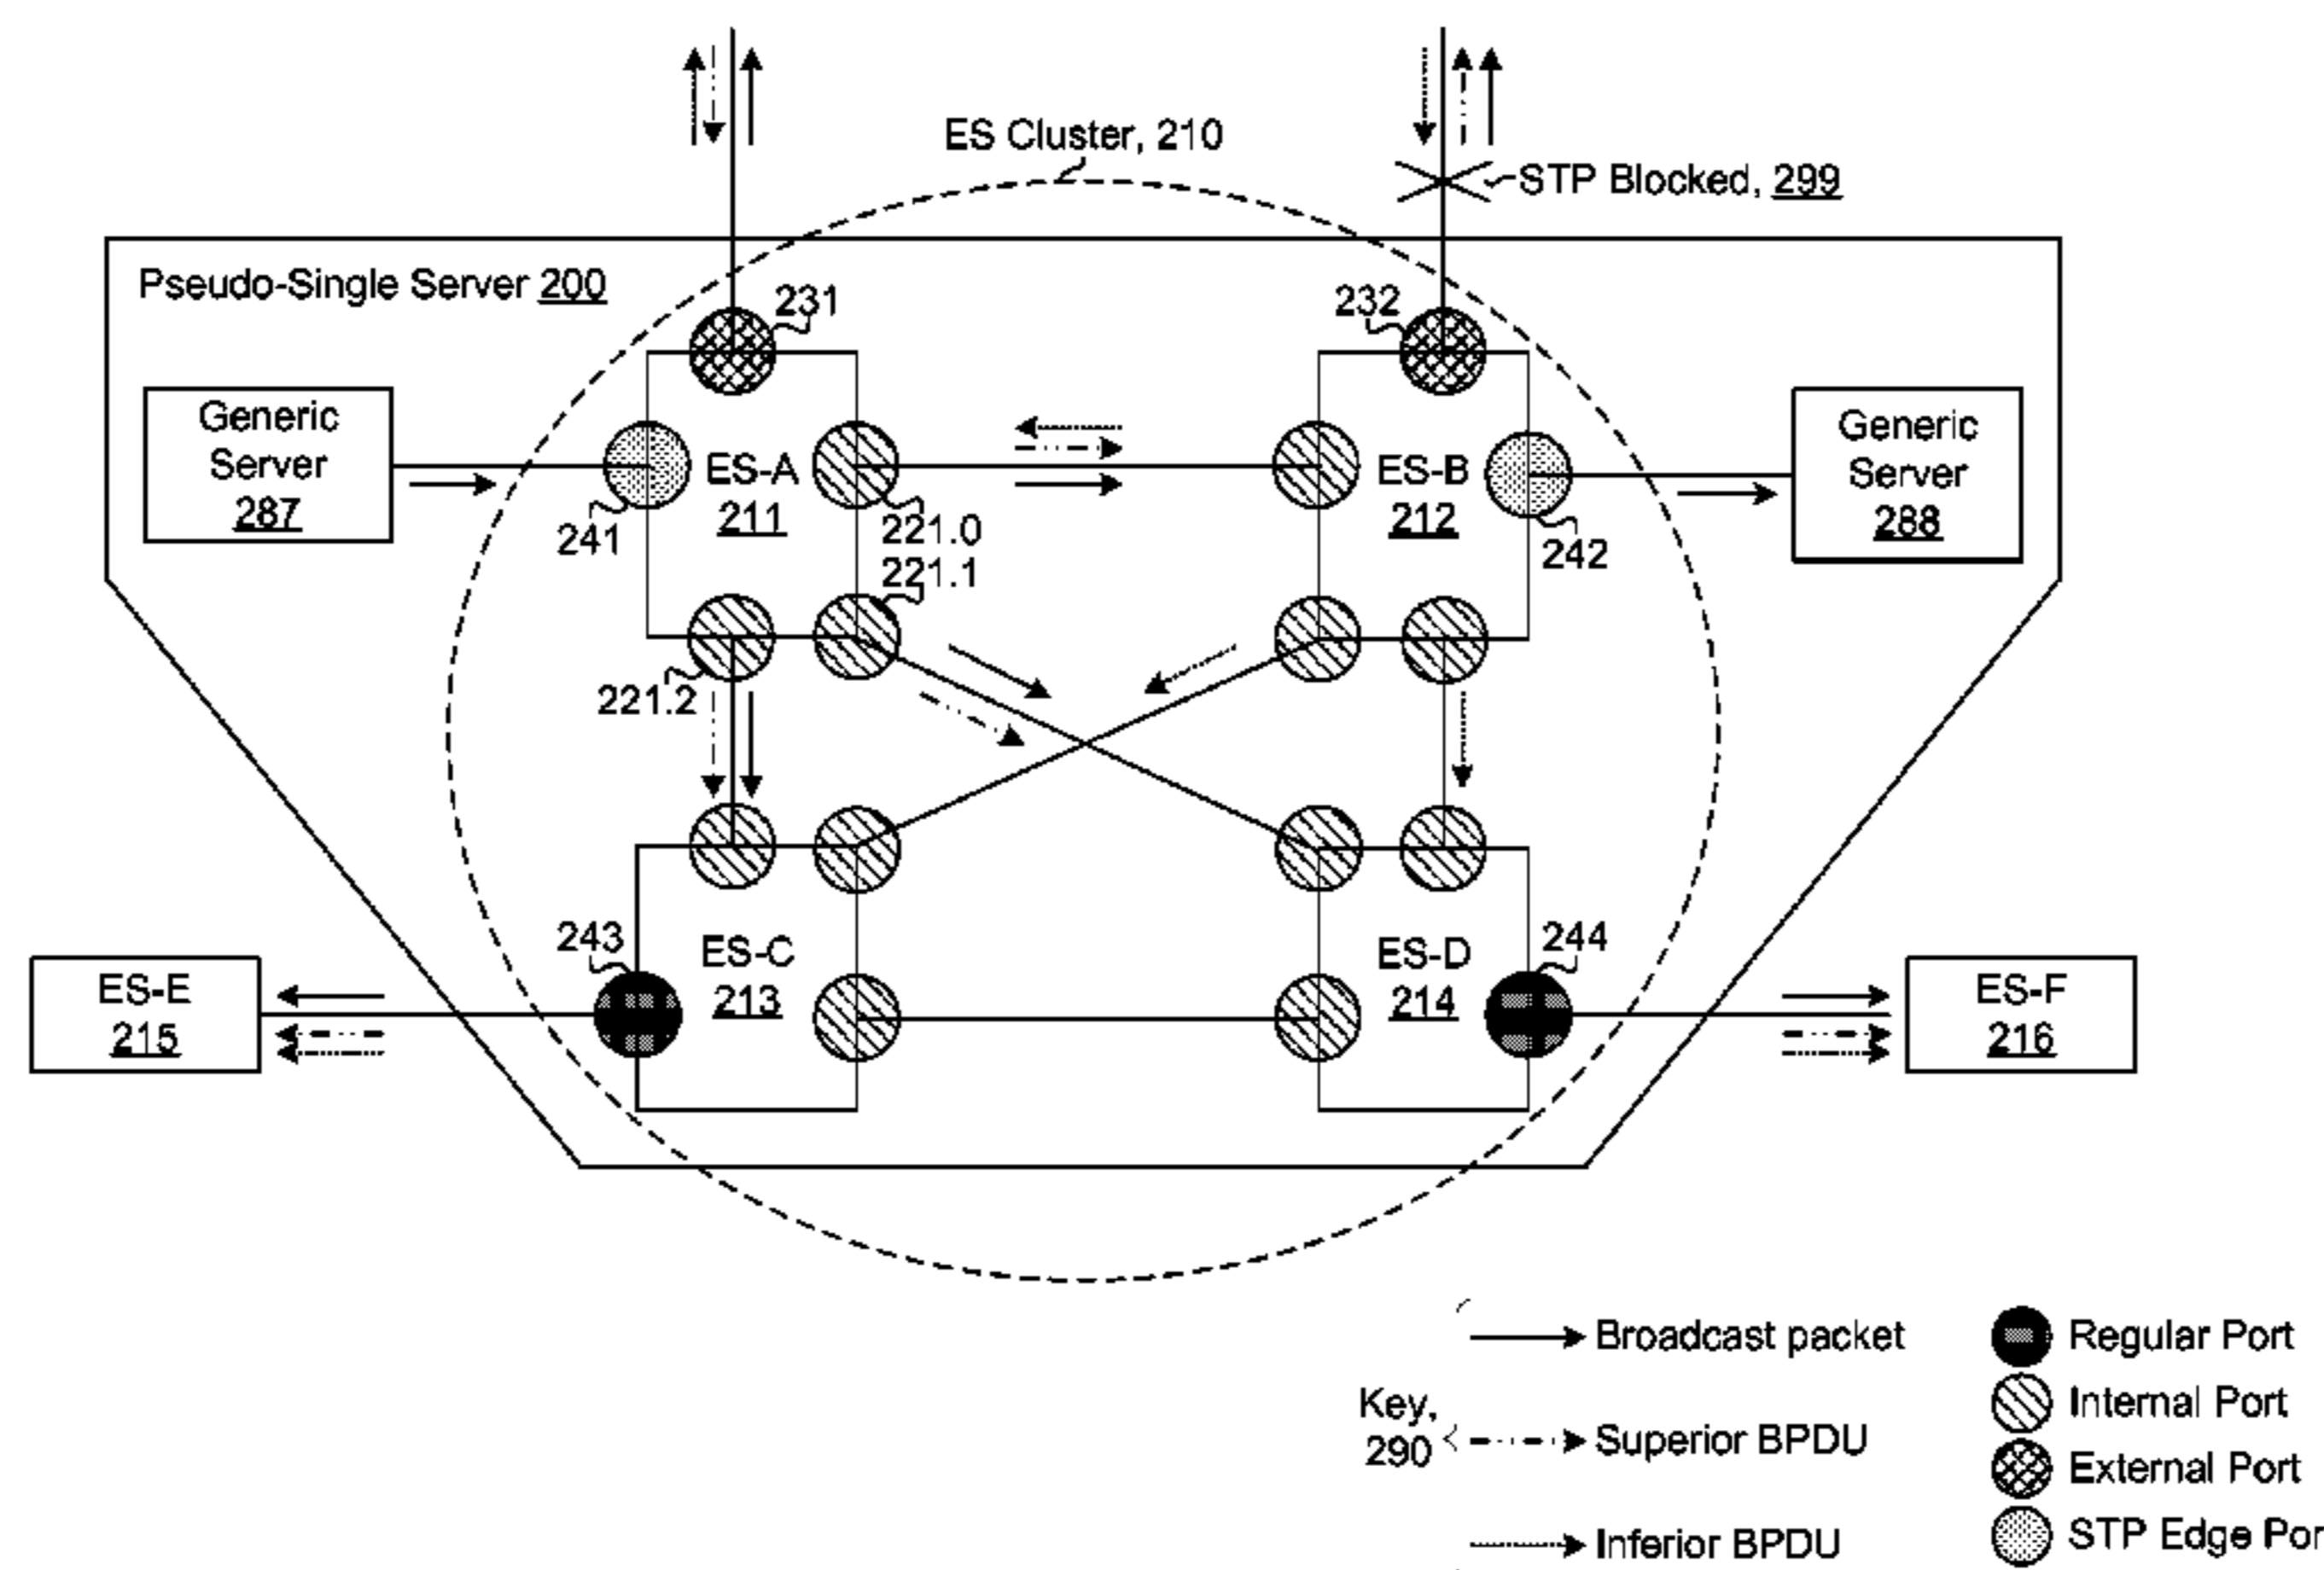 ES Cluster, 210
STP Blocked, 299
Pseudo-Single Server 200
231
232
Generic
Server
287
ES-A
211
241
221.0
221.1
221.2
ES-B
212
242
Generic
Server
288
243
ES-C
213
ES-D
214
244
ES-E
215
ES-F
216
Key,
290
Broadcast packet
Superior BPDU
Inferior BPDU
Regular Port
Internal Port
External Port
STP Edge Por